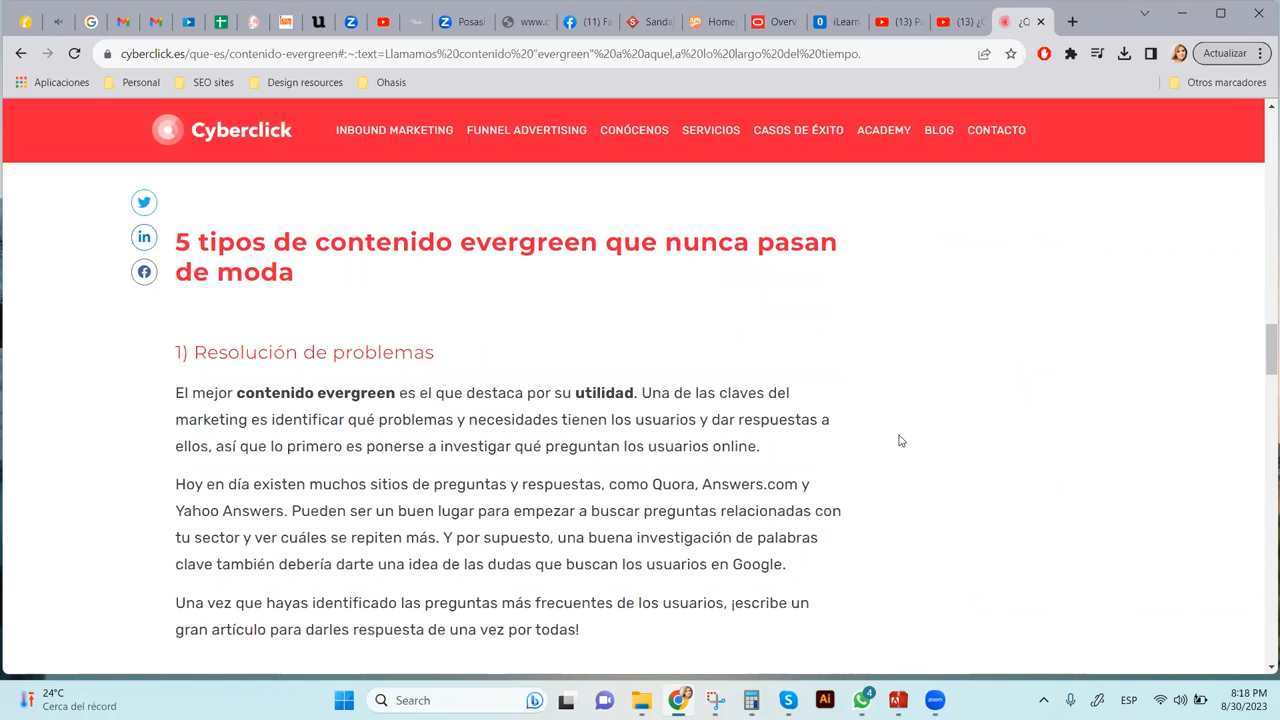 (11) Fa
Sanda
Home:
Overv
iLearn
(13) P
(13) ¿C
¿Q
cyberclick.es/que-es/contenido-evergreen#:~:text=Llamamos%20contenido%20"evergreen"%20a%20aquel,a%20lo%20largo%20del%20tiempo.
Actualizar
Aplicaciones
Personal
SEO sites
Design resources
Ohasis
Otros marcadores
Cyberclick
INBOUND MARKETING
FUNNEL ADVERTISING
CONÓCENOS
SERVICIOS
CASOS DE ÉXITO
ACADEMY
BLOG
CONTACTO
5 tipos de contenido evergreen que nunca pasan
de moda
1) Resolución de problemas
El mejor contenido evergreen es el que destaca por su utilidad. Una de las claves del
marketing es identificar qué problemas y necesidades tienen los usuarios y dar respuestas a
ellos, así que lo primero es ponerse a investigar qué preguntan los usuarios online.
Hoy en día existen muchos sitios de preguntas y respuestas, como Quora, Answers.com y
Yahoo Answers. Pueden ser un buen lugar para empezar a buscar preguntas relacionadas con
tu sector y ver cuáles se repiten más. Y por supuesto, una buena investigación de palabras
clave también debería darte una idea de las dudas que buscan los usuarios en Google.
Una vez que hayas identificado las preguntas más frecuentes de los usuarios, ¡escribe un
gran artículo para darles respuesta de una vez por todas!
24°C
Cerca del récord
Search
4
ESP
8:18 PM
8/30/2023